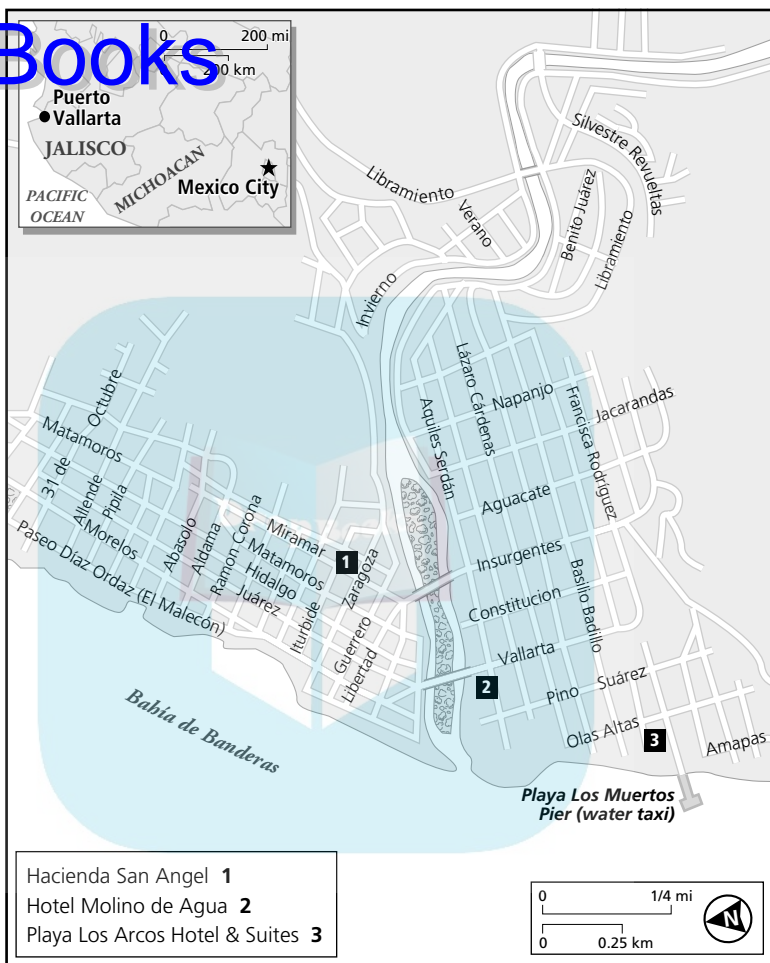 Books
0 200 mi
0 200 km
Puerto
Vallarta
JALISCO
MICHOACAN
Mexico City
PACIFIC
OCEAN
Silvestre Revueltas
Libramiento
Verano
Benito Juárez
Libramiento
Invierno
Lázaro Cárdenas
Napanjo
Francisca Rodríguez
Jacarandas
Aquiles Serdán
31 de Octubre
Matamoros
Allende
Pipila
Aguacate
Abasolo
Aldama
Ramon Corona
Miramar
Morelos
Matamoros
Hidalgo
Juárez
Paseo Díaz Ordaz (El Malecón)
1
Zaragoza
Insurgentes
Iturbide
Guerrero
Libertad
Constitucion
Basilio Badillo
Vallarta
2
Pino Suárez
Olas Altas
3
Amapas
Bahía de Banderas
Playa Los Muertos
Pier (water taxi)
Hacienda San Angel 1
Hotel Molino de Agua 2
Playa Los Arcos Hotel & Suites 3
0 1/4 mi
0 0.25 km
N